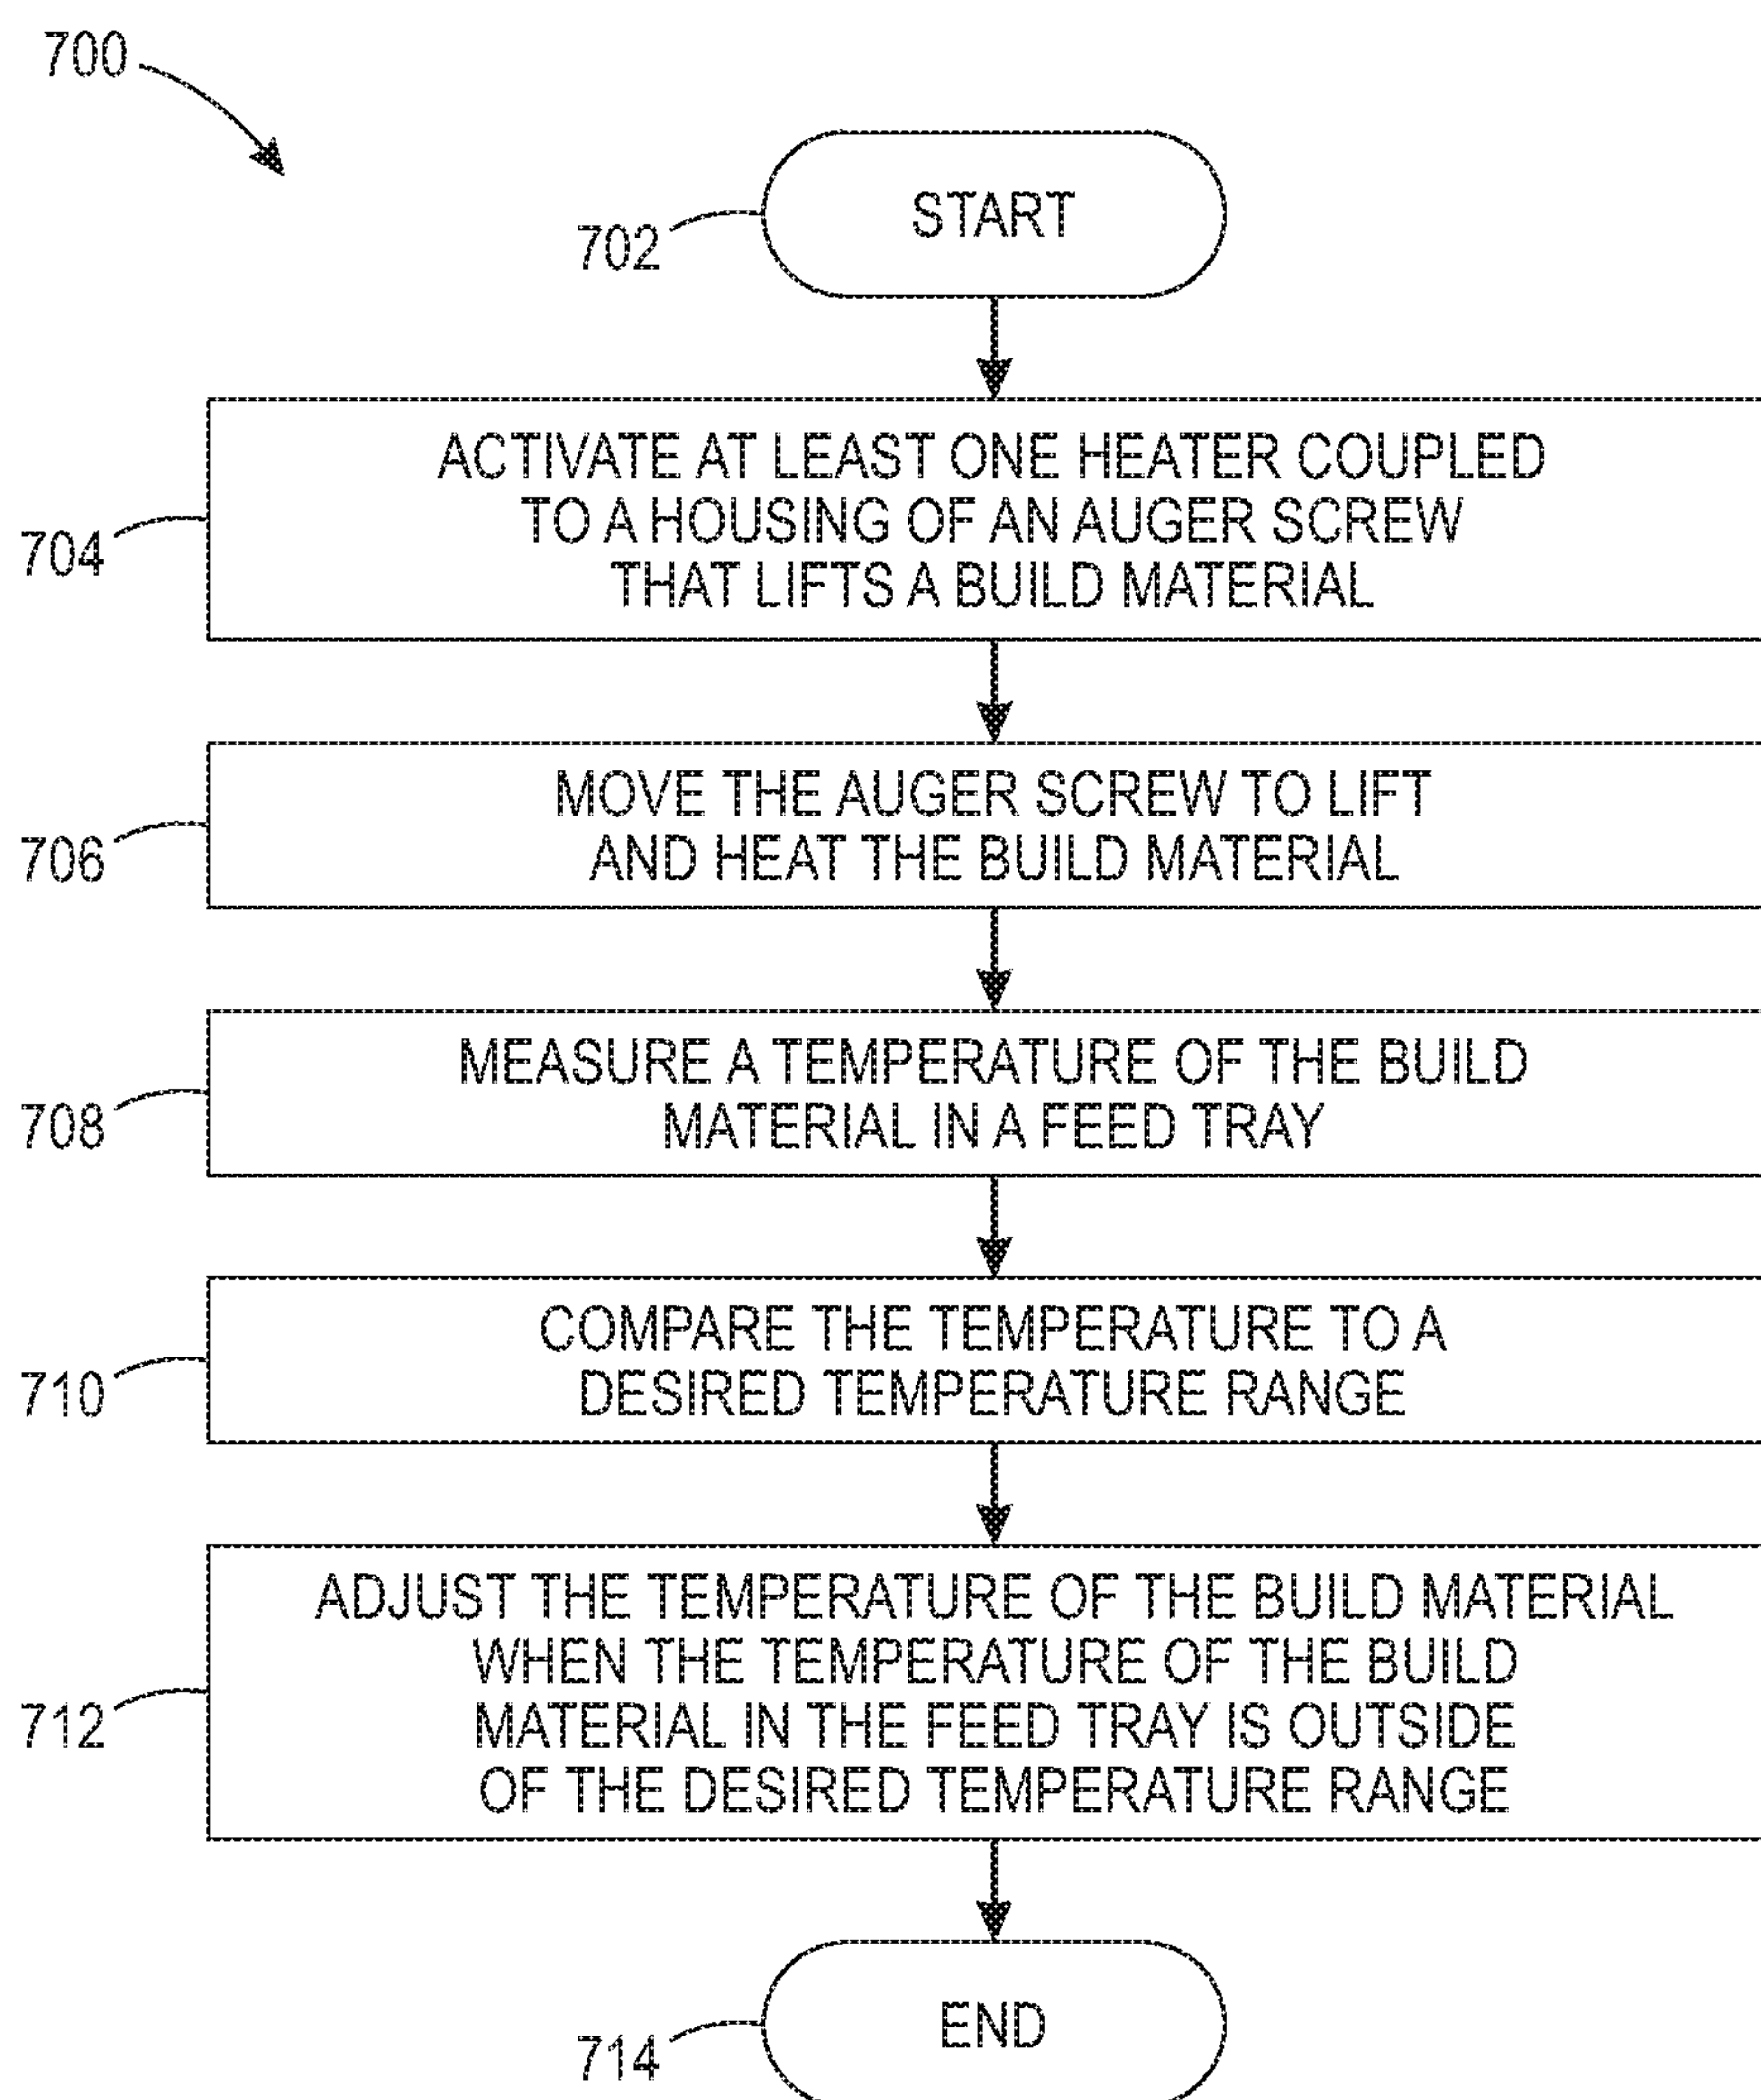 700
702
START
704
ACTIVATE AT LEAST ONE HEATER COUPLED
TO A HOUSING OF AN AUGER SCREW
THAT LIFTS A BUILD MATERIAL
706
MOVE THE AUGER SCREW TO LIFT
AND HEAT THE BUILD MATERIAL
708
MEASURE A TEMPERATURE OF THE BUILD
MATERIAL IN A FEED TRAY
710
COMPARE THE TEMPERATURE TO A
DESIRED TEMPERATURE RANGE
712
ADJUST THE TEMPERATURE OF THE BUILD MATERIAL
WHEN THE TEMPERATURE OF THE BUILD
MATERIAL IN THE FEED TRAY IS OUTSIDE
OF THE DESIRED TEMPERATURE RANGE
714
END